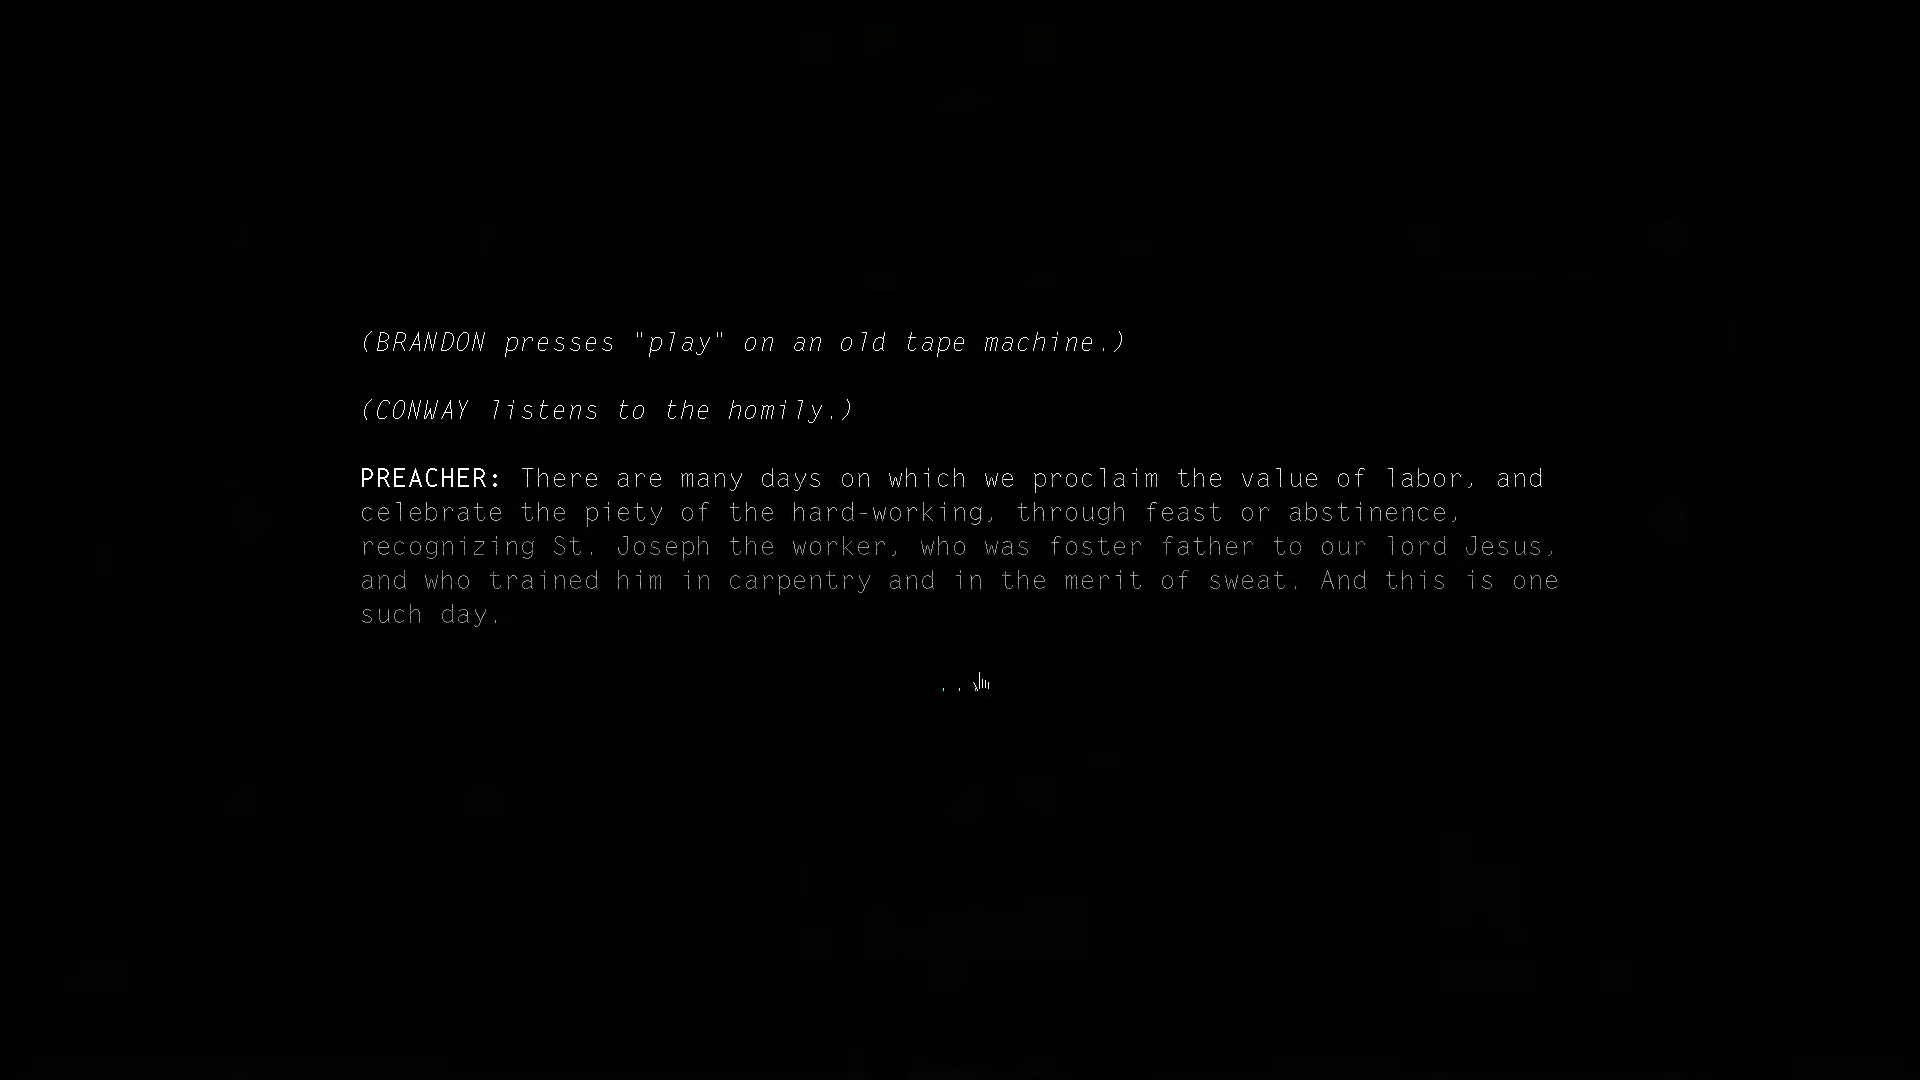 (BRANDON presses "play" on an old tape machine.)
(CONWAY listens to the homily.)
PREACHER: There are many days on which we proclaim the value of labor, and
celebrate the piety of the hard-working, through feast or abstinence,
recognizing St. Joseph the worker, who was foster father to our lord Jesus,
and who trained him in carpentry and in the merit of sweat. And this is one
such day.
...